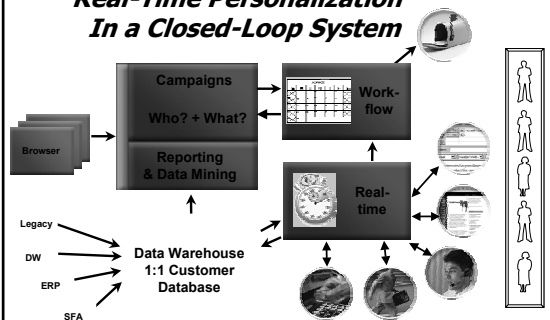 Real-Time Personalization
In a Closed-Loop System
Campaigns
Who? + What?
Reporting
& Data Mining
Browser
Work-
flow
Real-
time
Legacy
DW
ERP
SFA
Data Warehouse
1:1 Customer
Database